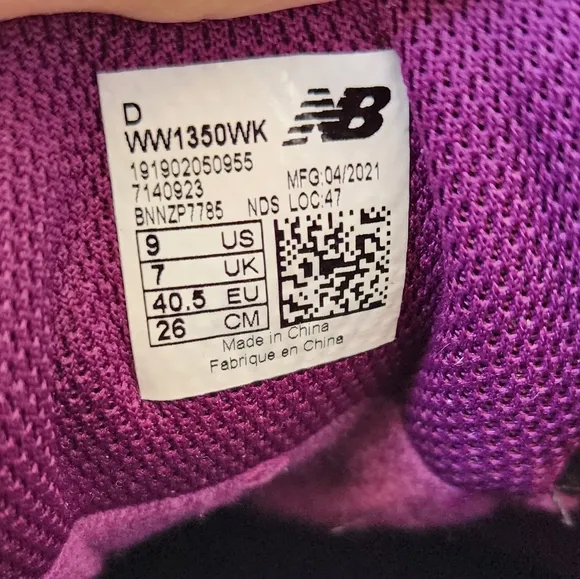 D
WW1350WK
NB
191902050955
7140923
MFG:04/2021
BNNZP7785 NDS LOC:47
9 US
7 UK
40.5 EU
26 CM
Made in China
Fabrique en China